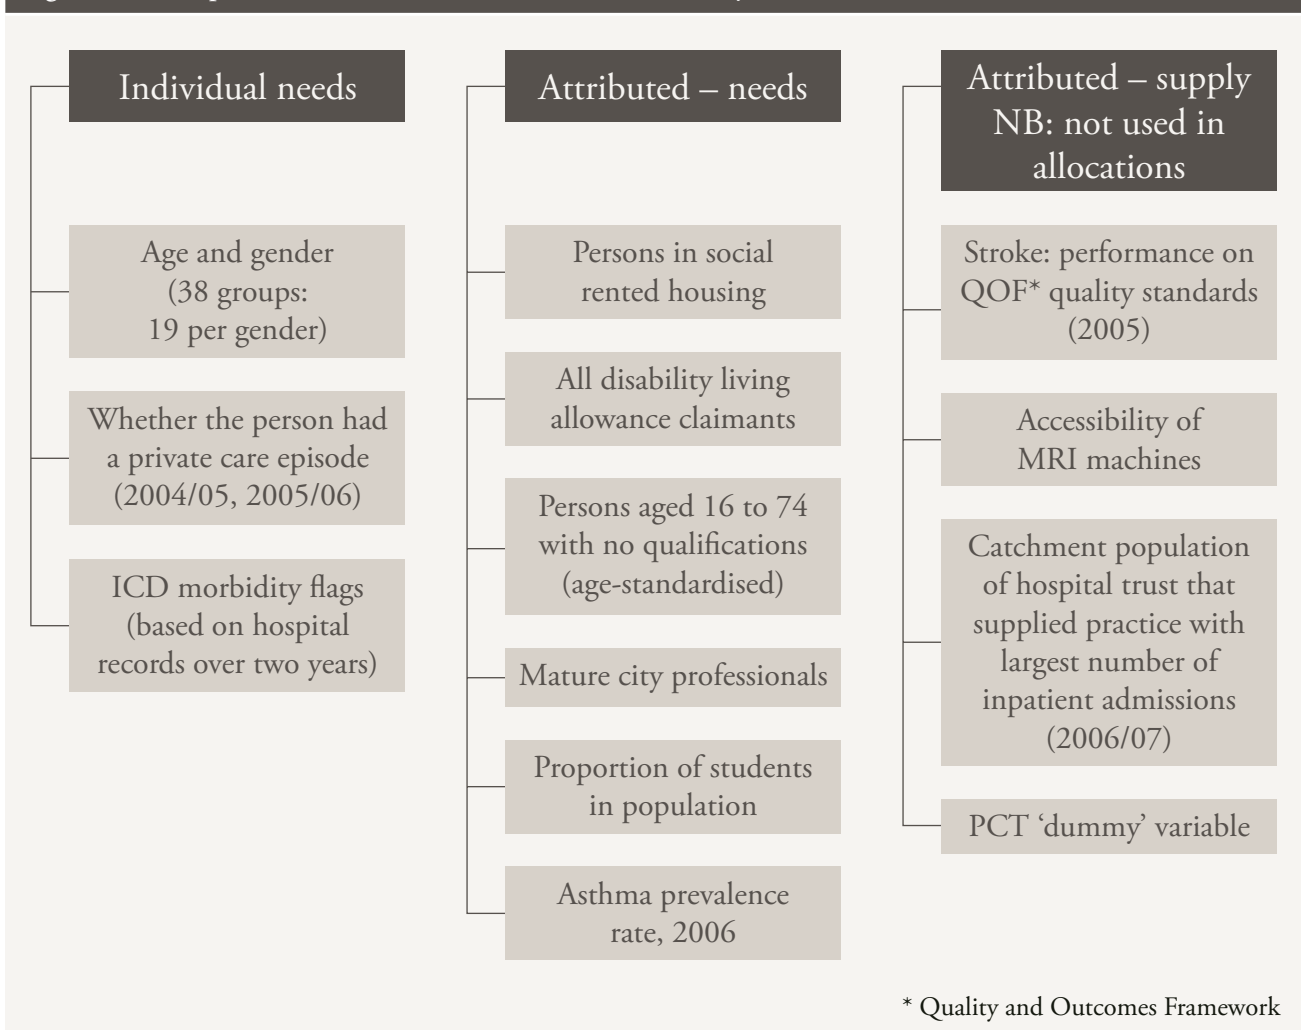 Individual needs
Age and gender
(38 groups:
19 per gender)
Whether the person had
a private care episode
(2004/05, 2005/06)
ICD morbidity flags
(based on hospital
records over two years)
Attributed – needs
Persons in social
rented housing
All disability living
allowance claimants
Persons aged 16 to 74
with no qualifications
(age-standardised)
Mature city professionals
Proportion of students
in population
Asthma prevalence
rate, 2006
Attributed – supply
NB: not used in
allocations
Stroke: performance on
QOF* quality standards
(2005)
Accessibility of
MRI machines
Catchment population
of hospital trust that
supplied practice with
largest number of
inpatient admissions
(2006/07)
PCT ‘dummy’ variable
* Quality and Outcomes Framework